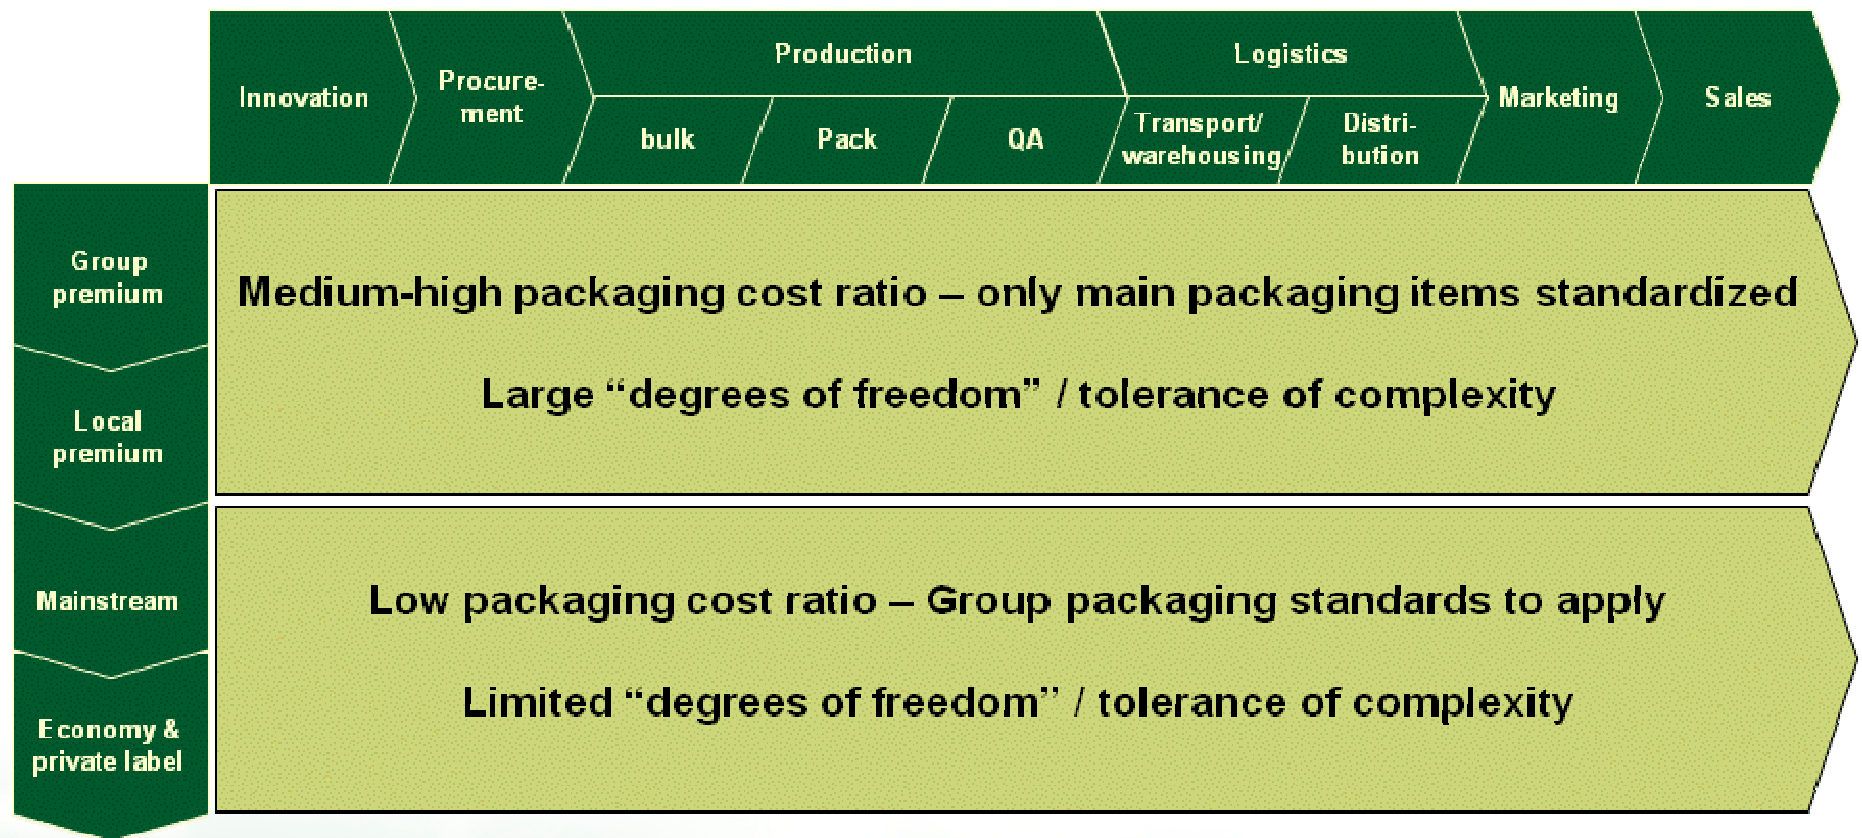 Innovation
Procure-
ment
Production
bulk
Pack
QA
Logistics
Transport/
warehousing
Distri-
bution
Marketing
Sales
Group
premium
Local
premium
Mainstream
Economy &
private label
Medium-high packaging cost ratio – only main packaging items standardized
Large “degrees of freedom” / tolerance of complexity
Low packaging cost ratio – Group packaging standards to apply
Limited “degrees of freedom” / tolerance of complexity